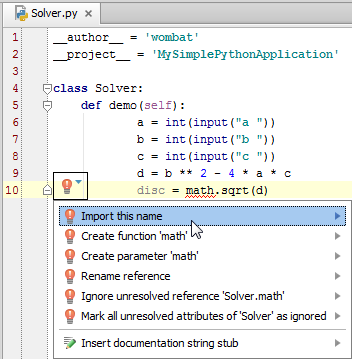 Solver.py
1 __author__ = 'wombat'
2 __project__ = 'MySimplePythonApplication'
3
4 class Solver:
5 def demo(self):
6 a = int(input("a "))
7 b = int(input("b "))
8 c = int(input("c "))
9 d = b ** 2 - 4 * a * c
10 disc = math.sqrt(d)
Import this name
Create function 'math'
Create parameter 'math'
Rename reference
Ignore unresolved reference 'Solver.math'
Mark all unresolved attributes of 'Solver' as ignored
Insert documentation string stub